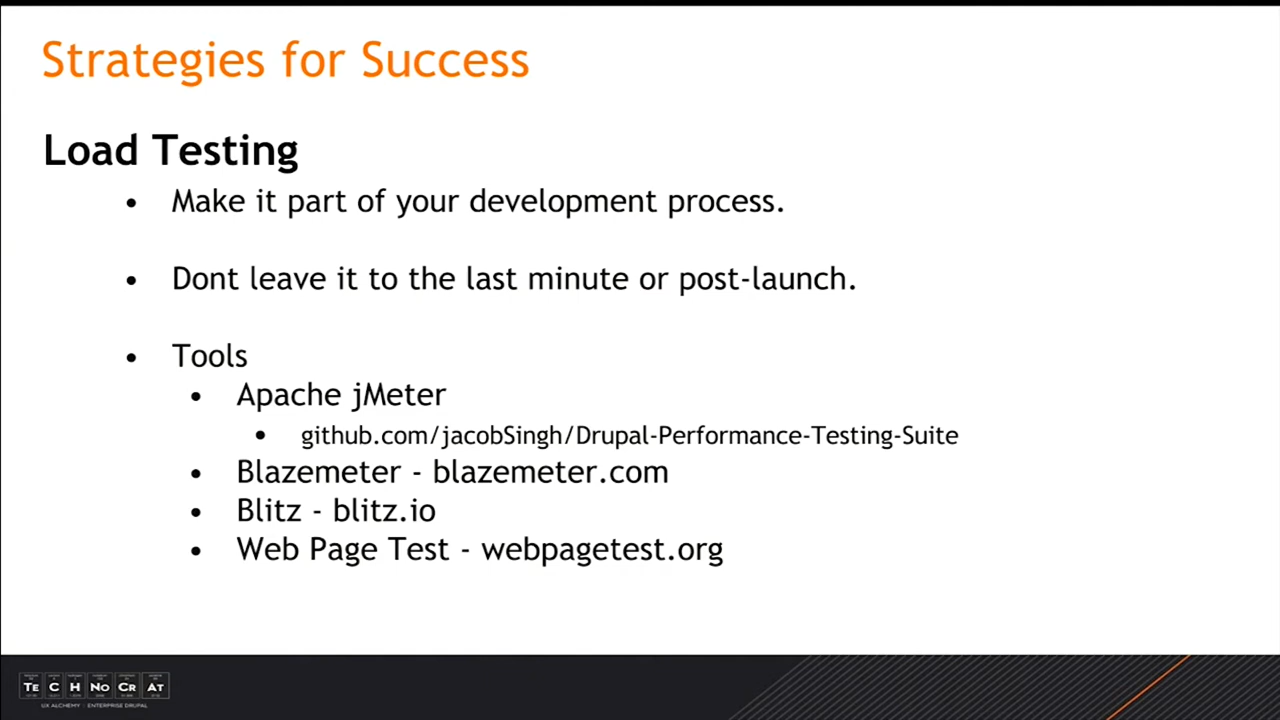 Strategies for Success
Load Testing
• Make it part of your development process.
• Dont leave it to the last minute or post-launch.
• Tools
• Apache jMeter
• github.com/jacobSingh/Drupal-Performance-Testing-Suite
• Blazemeter - blazemeter.com
• Blitz - blitz.io
• Web Page Test - webpagetest.org
TE C H NO CR AT
UX ALCHEMY | ENTERPRISE DRUPAL